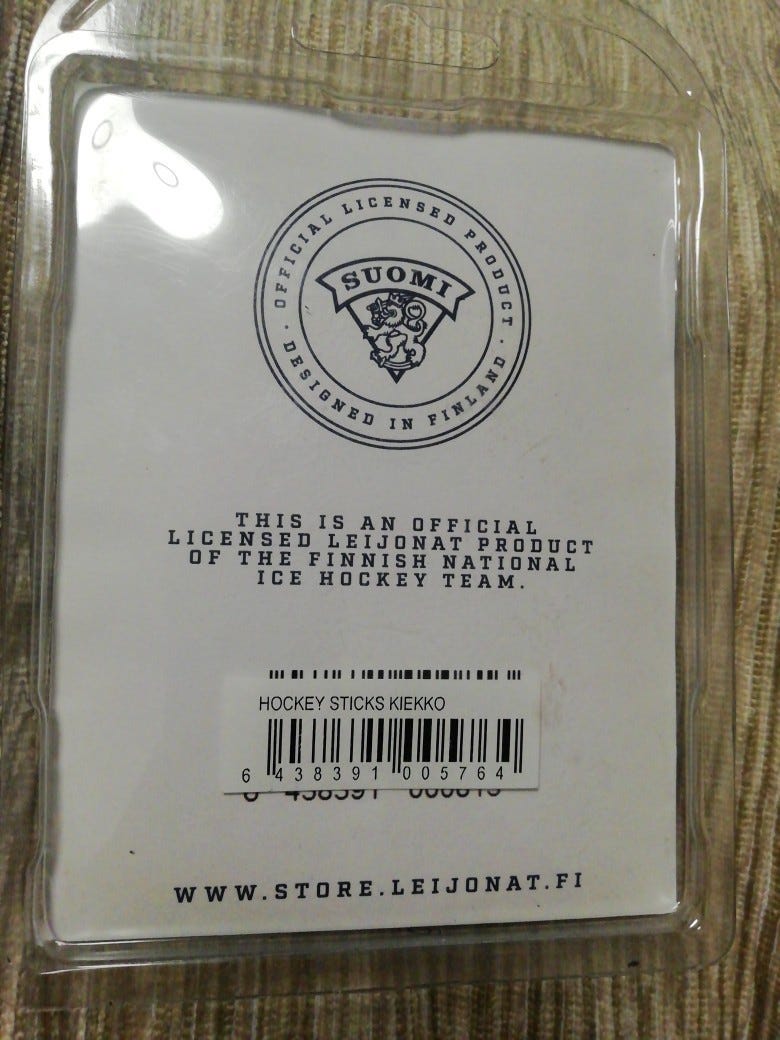 OFFICIAL LICENSED PRODUCT
SUOMI
· DESIGNED IN FINLAND ·
THIS IS AN OFFICIAL
LICENSED LEIJONAT PRODUCT
OF THE FINNISH NATIONAL
ICE HOCKEY TEAM.
HOCKEY STICKS KIEKKO
6 438391 005764
WWW.STORE.LEIJONAT.FI